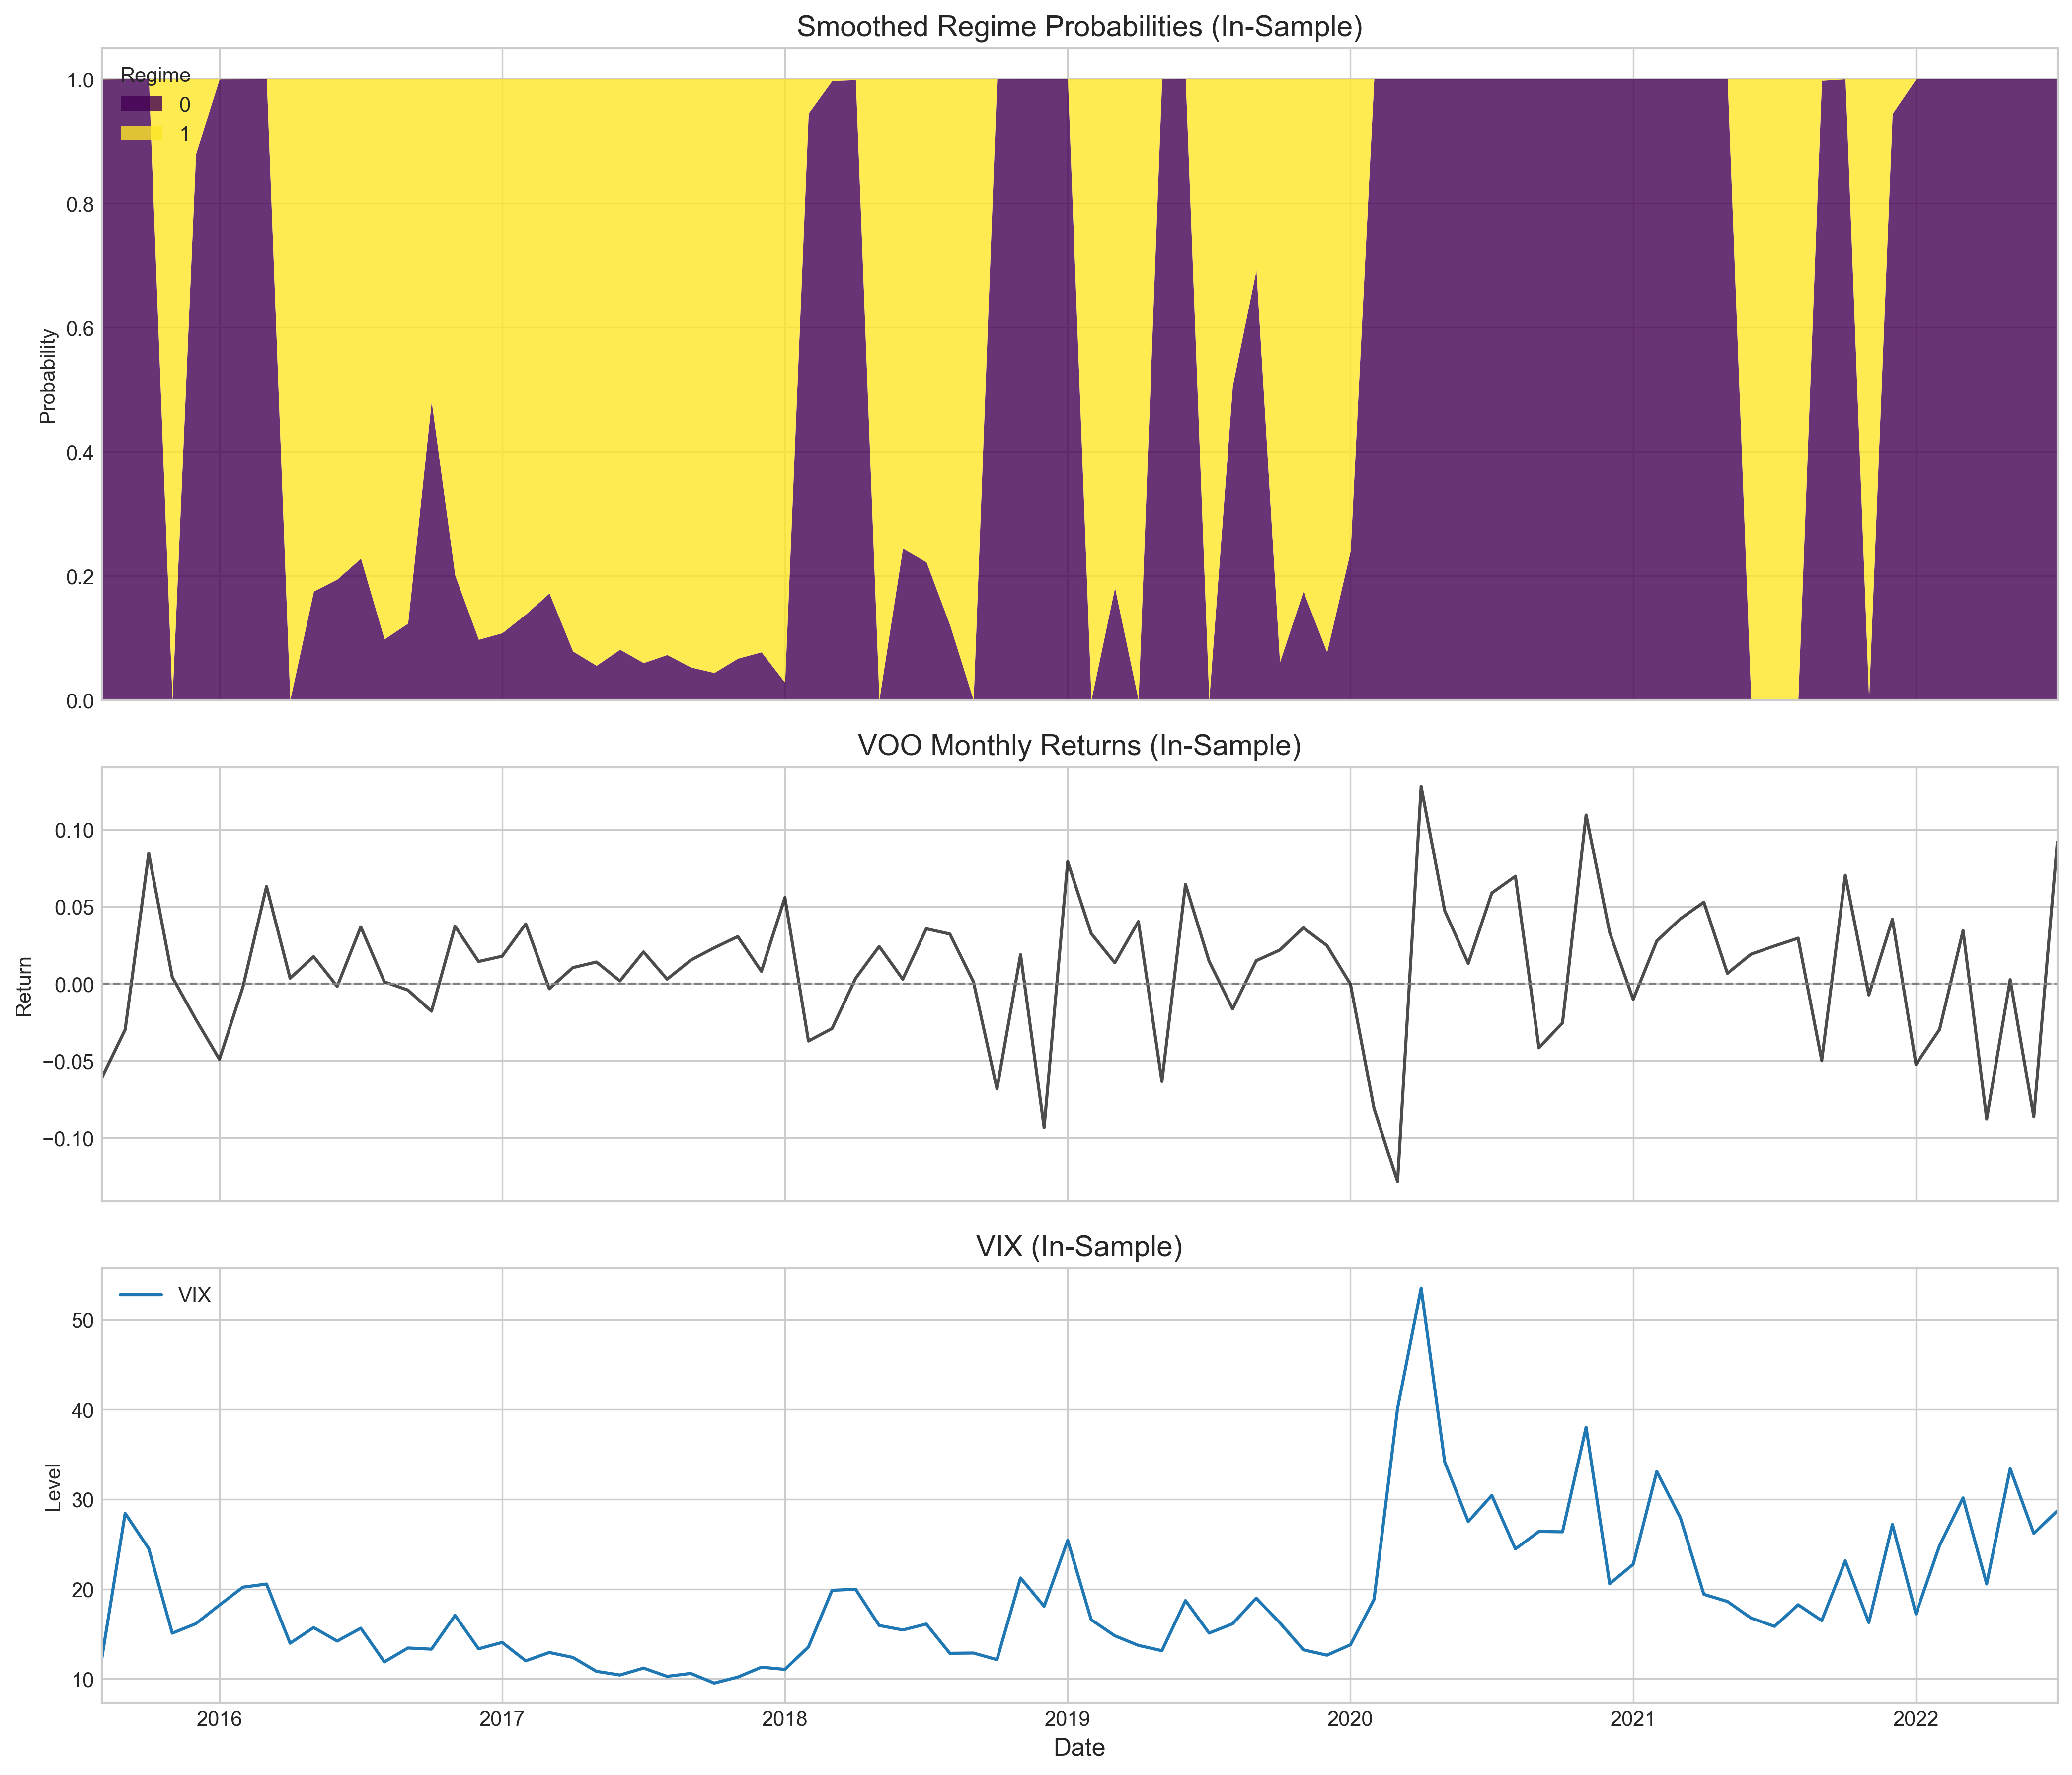 Smoothed Regime Probabilities (In-Sample)
Regime
0
1
Probability
1.0
0.8
0.6
0.4
0.2
0.0
VOO Monthly Returns (In-Sample)
Return
0.10
0.05
0.00
−0.05
−0.10
VIX (In-Sample)
VIX
Level
50
40
30
20
10
2016 2017 2018 2019 2020 2021 2022
Date